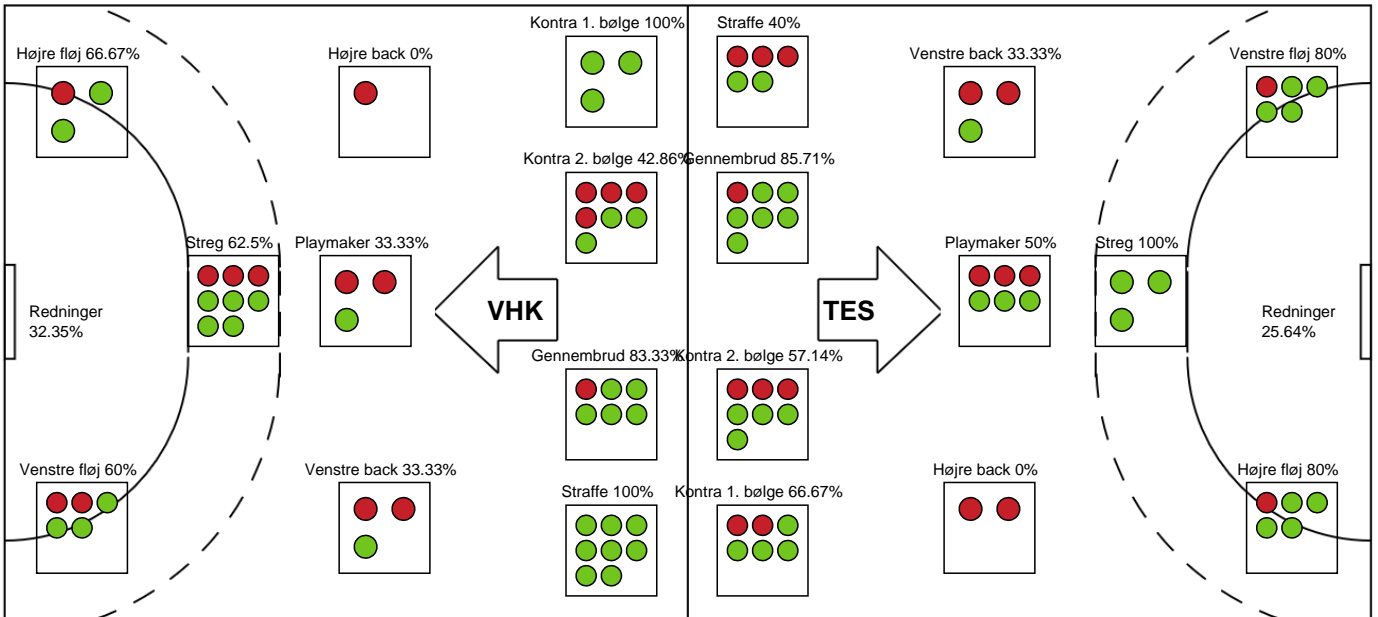 Kontra 1. bølge 100%
Straffe 40%
Højre fløj 66.67%
Højre back 0%
Venstre back 33.33%
Venstre fløj 80%
Kontra 2. bølge 42.86%
Gennembrud 85.71%
Streg 62.5%
Playmaker 33.33%
Playmaker 50%
Streg 100%
Redninger
32.35%
VHK
TES
Redninger
25.64%
Gennembrud 83.33%
Kontra 2. bølge 57.14%
Venstre fløj 60%
Venstre back 33.33%
Højre back 0%
Højre fløj 80%
Straffe 100%
Kontra 1. bølge 66.67%